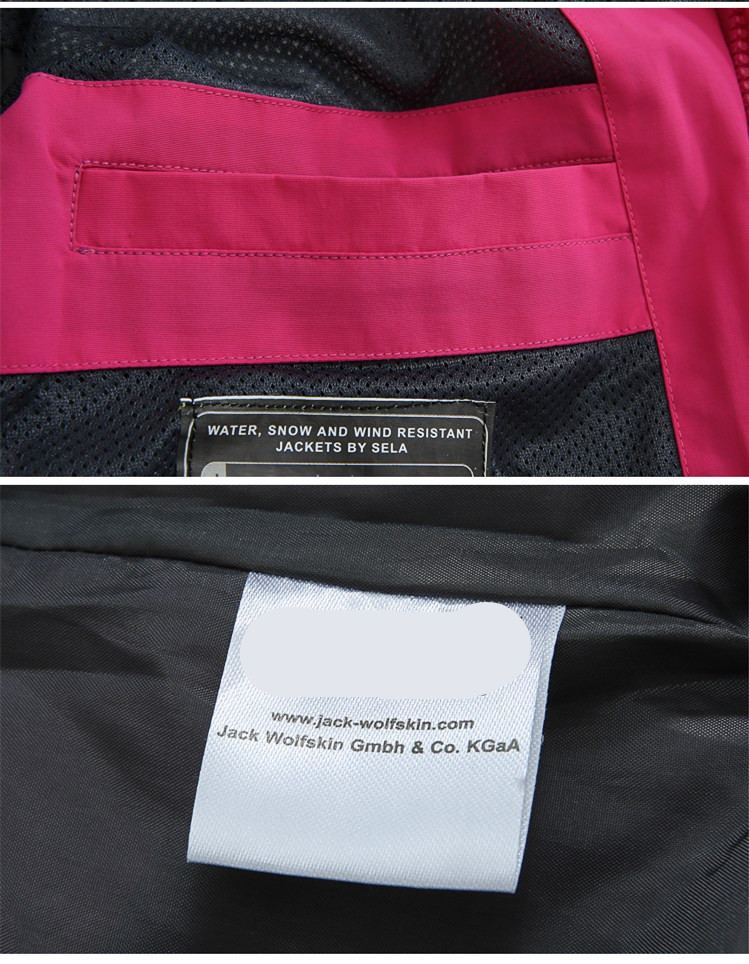 WATER, SNOW AND WIND RESISTANT
JACKETS BY SELA
www.jack-wolfskin.com
Jack Wolfskin Gmbh & Co. KGaA